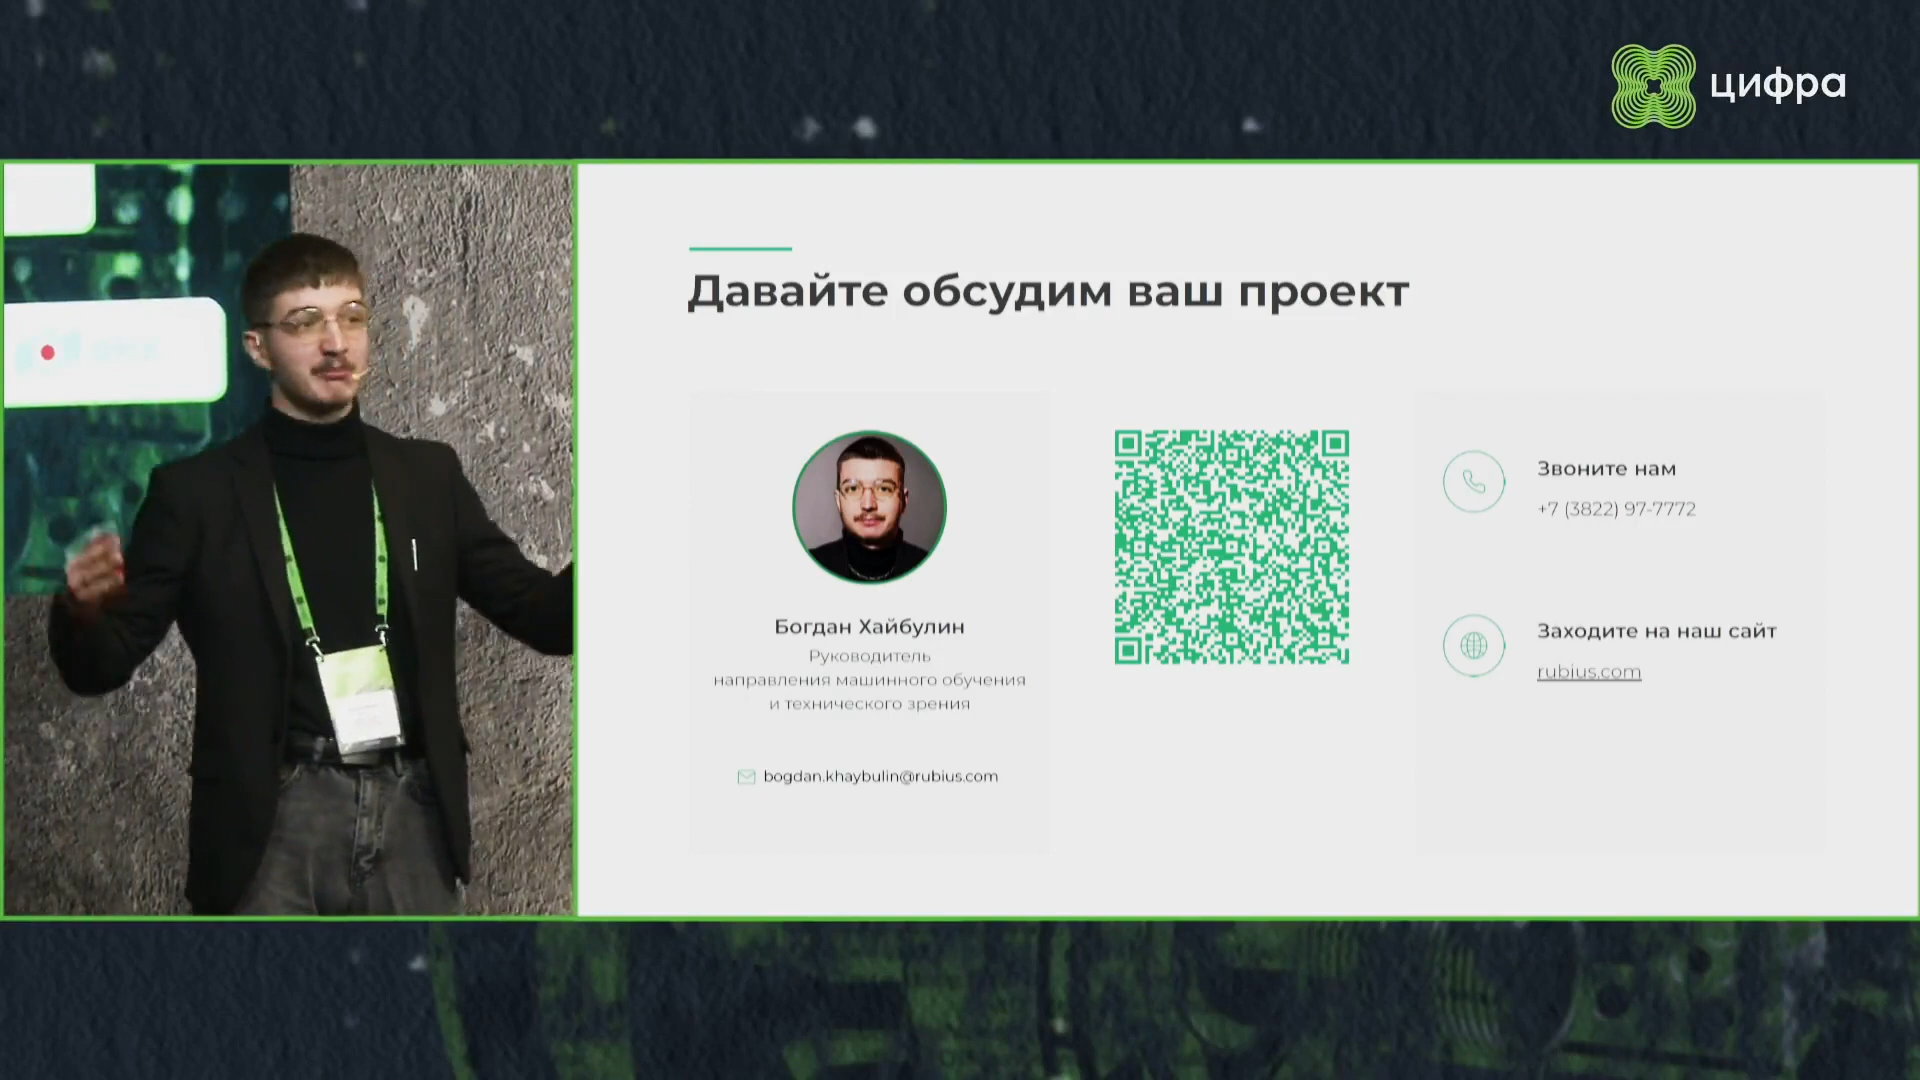 цифра
Давайте обсудим ваш проект
Богдан Хайбулин
Руководитель
направления машинного обучения
и технического зрения
bogdan.khaybulin@rubius.com
Звоните нам
+7 (3822) 97-7772
Заходите на наш сайт
rubius.com